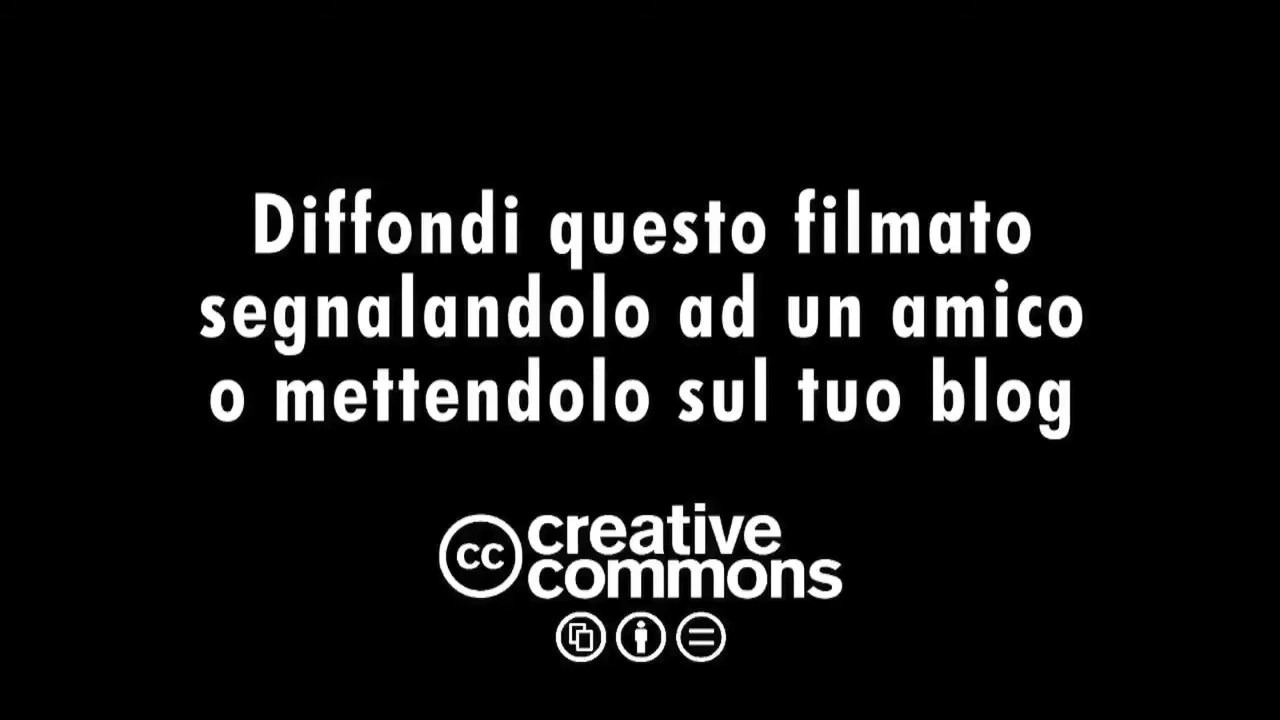 Diffondi questo filmato
segnalandolo ad un amico
o mettendolo sul tuo blog
cc creative
commons